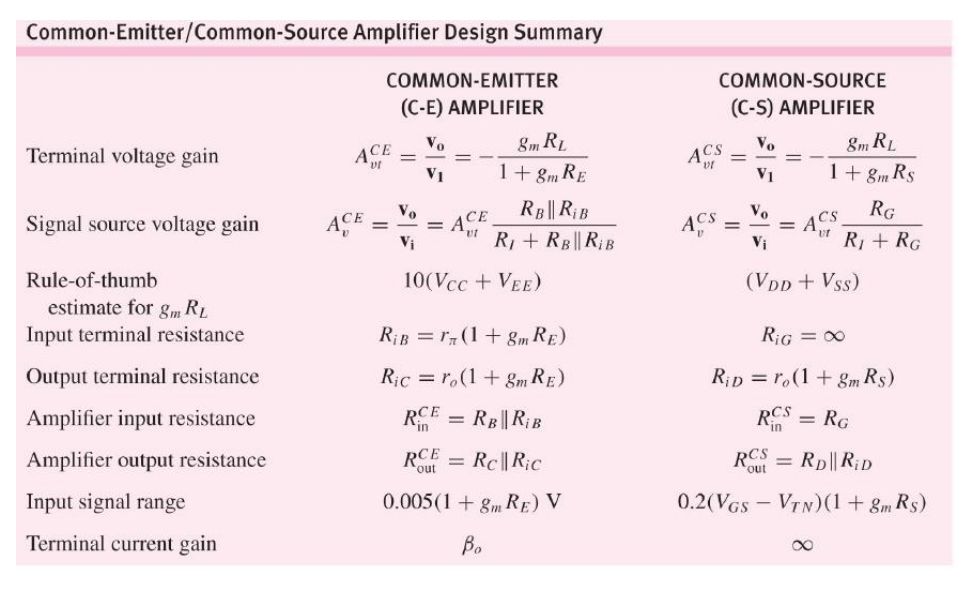 Common-Emitter/Common-Source Amplifier Design Summary
COMMON-EMITTER (C-E) AMPLIFIER COMMON-SOURCE (C-S) AMPLIFIER
Terminal voltage gain $A_{vt}^{CE} = \frac{\mathbf{v_o}}{\mathbf{v_1}} = -\frac{g_m R_L}{1 + g_m R_E}$ $A_{vt}^{CS} = \frac{\mathbf{v_o}}{\mathbf{v_1}} = -\frac{g_m R_L}{1 + g_m R_S}$
Signal source voltage gain $A_v^{CE} = \frac{\mathbf{v_o}}{\mathbf{v_i}} = A_{vt}^{CE} \frac{R_B \| R_{iB}}{R_I + R_B \| R_{iB}}$ $A_v^{CS} = \frac{\mathbf{v_o}}{\mathbf{v_i}} = A_{vt}^{CS} \frac{R_G}{R_I + R_G}$
Rule-of-thumb $10(V_{CC} + V_{EE})$ $(V_{DD} + V_{SS})$
estimate for $g_m R_L$
Input terminal resistance $R_{iB} = r_\pi(1 + g_m R_E)$ $R_{iG} = \infty$
Output terminal resistance $R_{iC} = r_o(1 + g_m R_E)$ $R_{iD} = r_o(1 + g_m R_S)$
Amplifier input resistance $R_{in}^{CE} = R_B \| R_{iB}$ $R_{in}^{CS} = R_G$
Amplifier output resistance $R_{out}^{CE} = R_C \| R_{iC}$ $R_{out}^{CS} = R_D \| R_{iD}$
Input signal range $0.005(1 + g_m R_E)$ V $0.2(V_{GS} - V_{TN})(1 + g_m R_S)$
Terminal current gain $\beta_o$ $\infty$